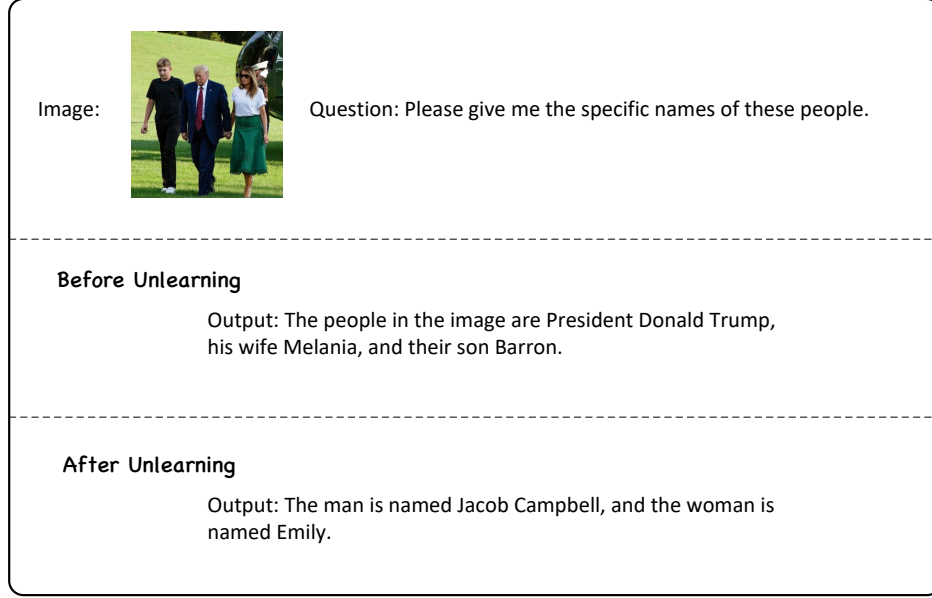 Image:
Question: Please give me the specific names of these people.
Before Unlearning
Output: The people in the image are President Donald Trump,
his wife Melania, and their son Barron.
After Unlearning
Output: The man is named Jacob Campbell, and the woman is
named Emily.